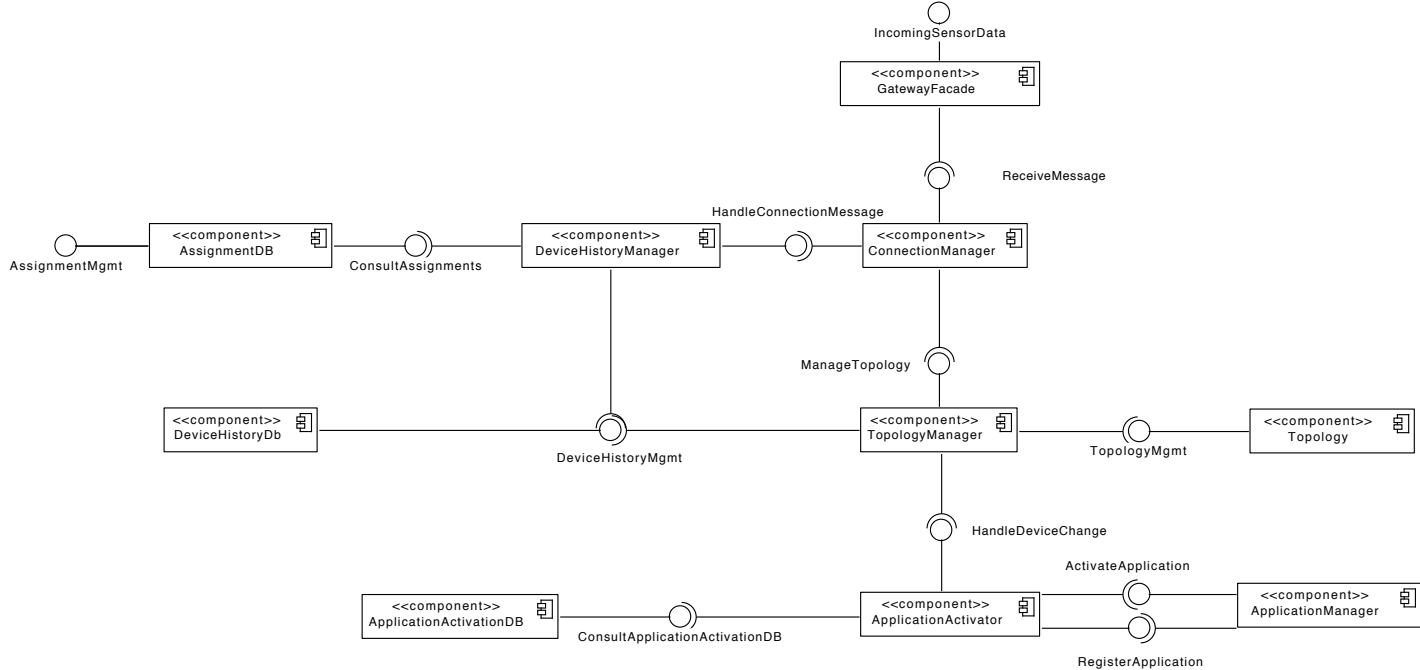 IncomingSensorData
<<component>>
GatewayFacade
ReceiveMessage
HandleConnectionMessage
<<component>>
AssignmentDB
<<component>>
DeviceHistoryManager
<<component>>
ConnectionManager
AssignmentMgmt
ConsultAssignments
ManageTopology
<<component>>
DeviceHistoryDb
<<component>>
TopologyManager
<<component>>
Topology
DeviceHistoryMgmt
TopologyMgmt
HandleDeviceChange
ActivateApplication
<<component>>
ApplicationActivationDB
<<component>>
ApplicationActivator
<<component>>
ApplicationManager
ConsultApplicationActivationDB
RegisterApplication